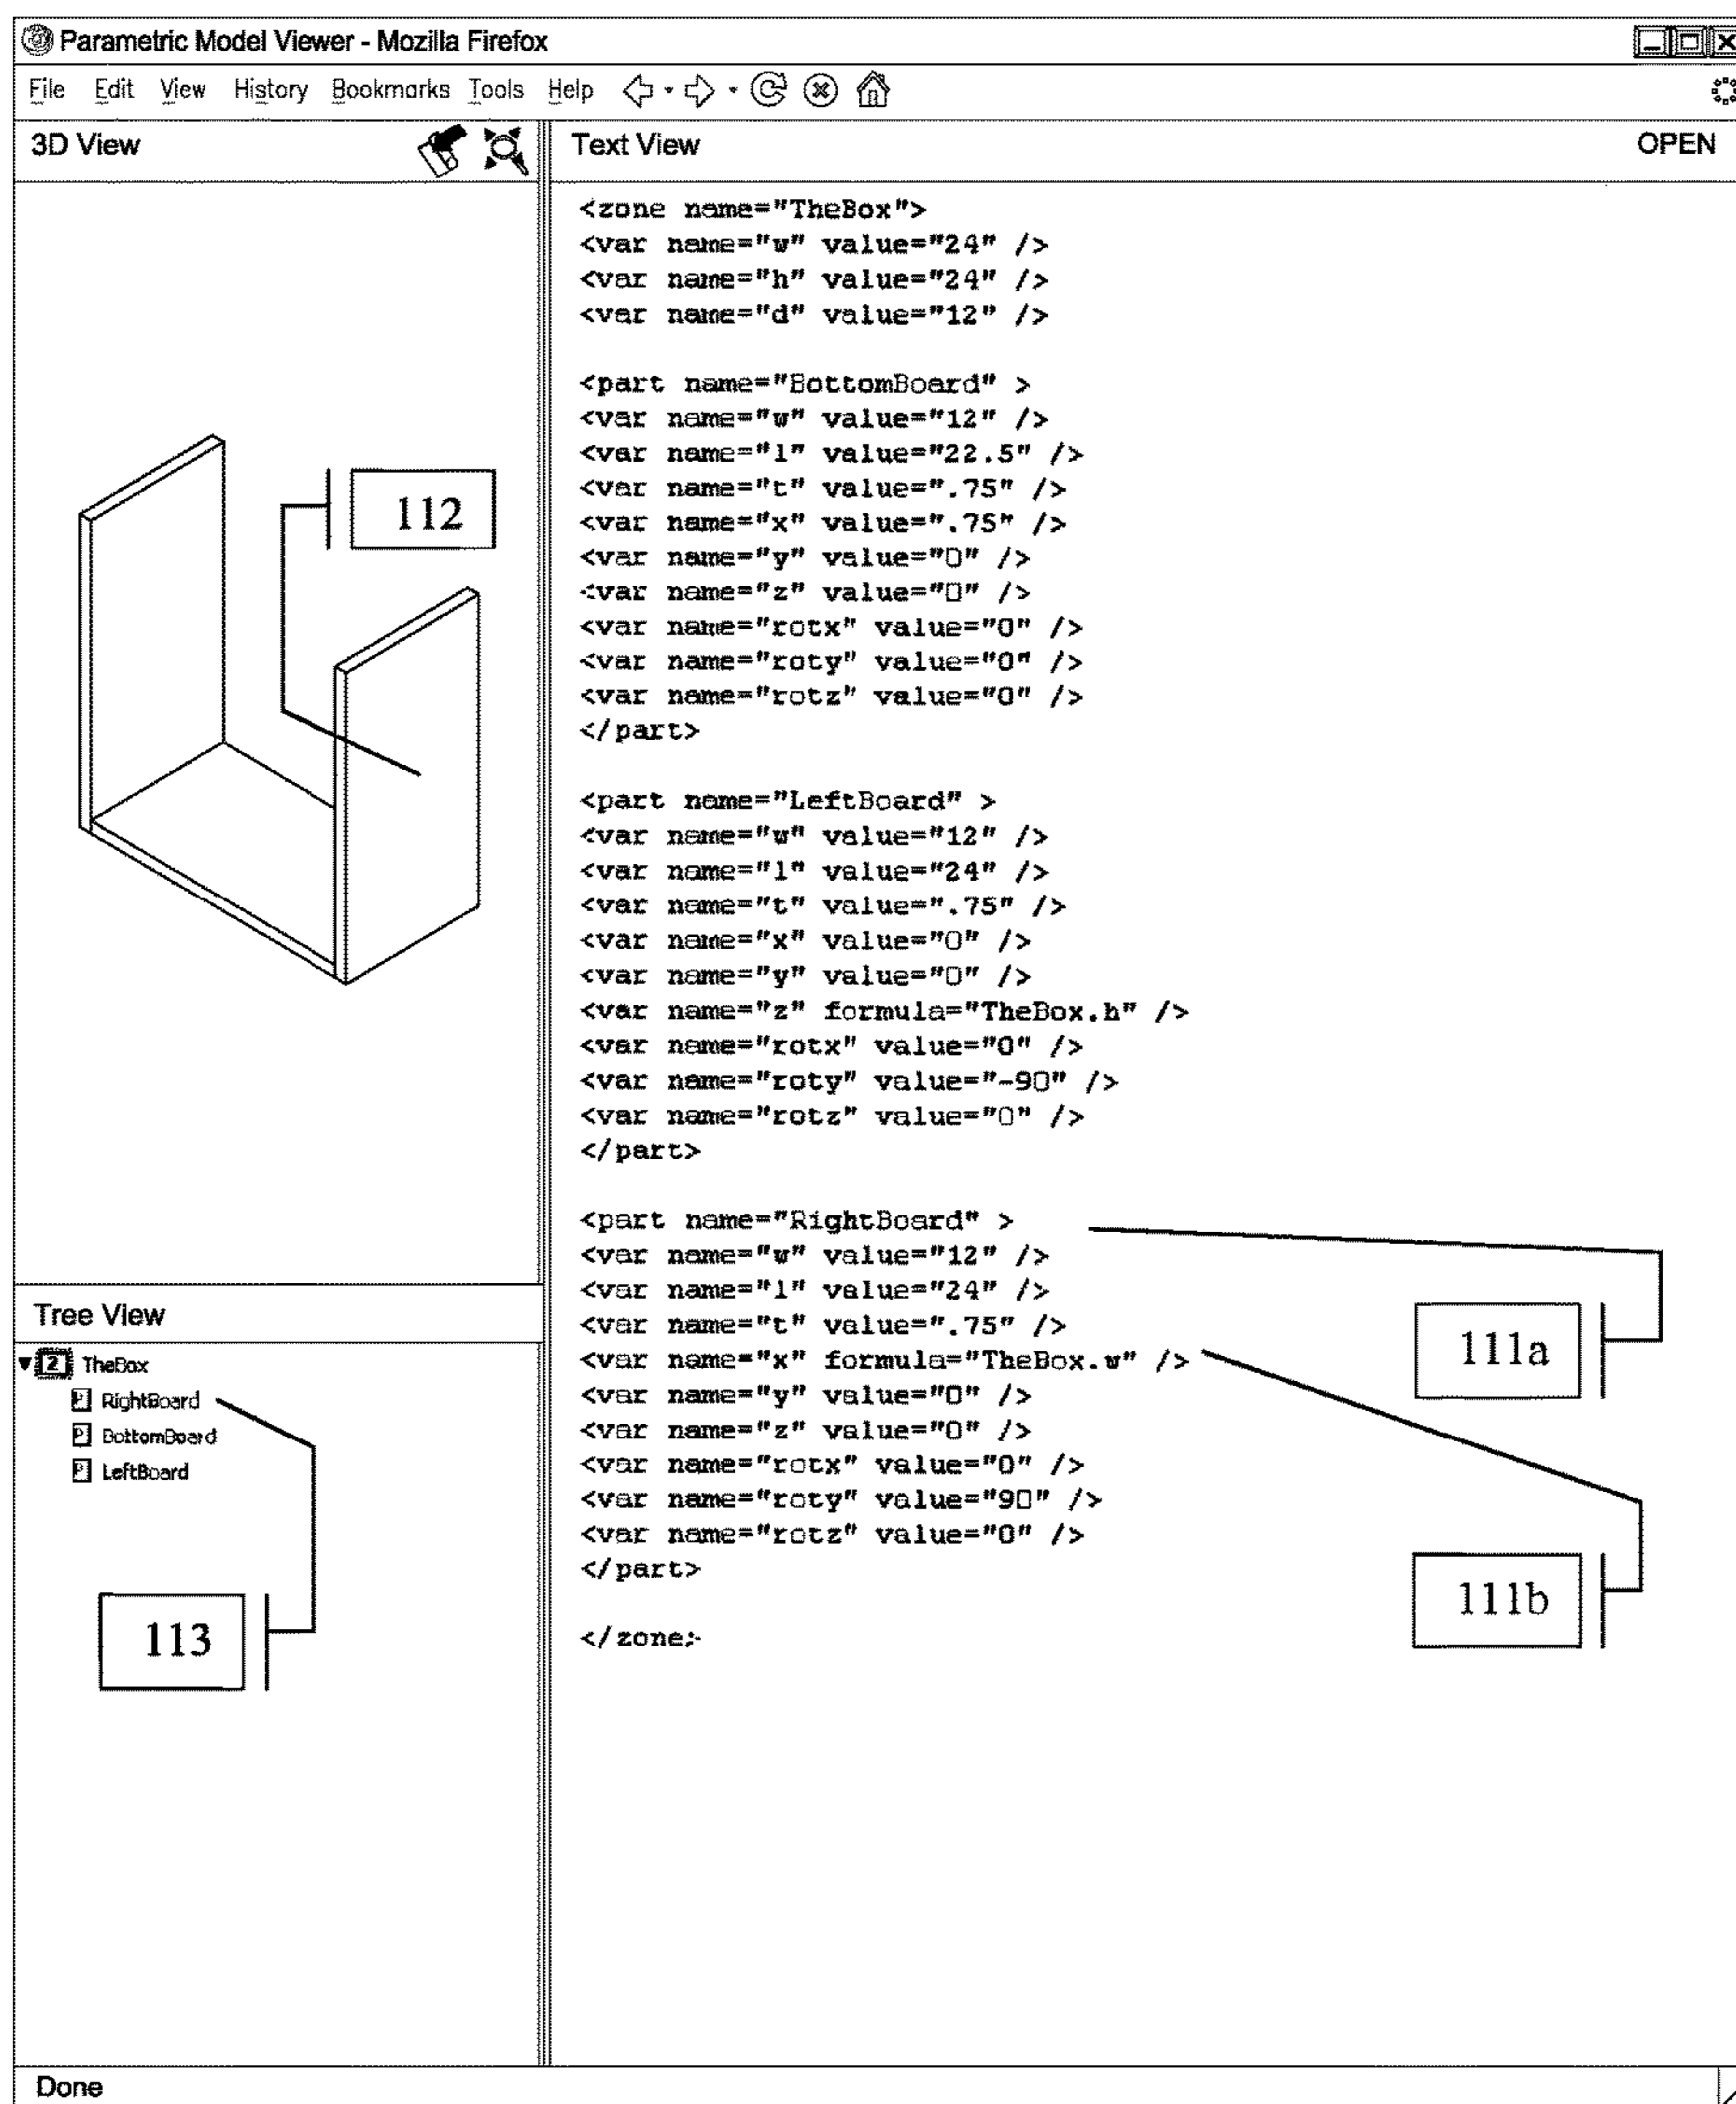 Parametric Model Viewer - Mozilla Firefox
File Edit View History Bookmarks Tools Help
3D View
112
Tree View
2 TheBox
P RightBoard
P BottomBoard
P LeftBoard
113
Text View OPEN
<zone name="TheBox">
<var name="w" value="24" />
<var name="h" value="24" />
<var name="d" value="12" />
<part name="BottomBoard" >
<var name="w" value="12" />
<var name="l" value="22.5" />
<var name="t" value=".75" />
<var name="x" value=".75" />
<var name="y" value="0" />
<var name="z" value="0" />
<var name="rotx" value="0" />
<var name="roty" value="0" />
<var name="rotz" value="0" />
</part>
<part name="LeftBoard" >
<var name="w" value="12" />
<var name="l" value="24" />
<var name="t" value=".75" />
<var name="x" value="0" />
<var name="y" value="0" />
<var name="z" formula="TheBox.h" />
<var name="rotx" value="0" />
<var name="roty" value="-90" />
<var name="rotz" value="0" />
</part>
<part name="RightBoard" >
<var name="w" value="12" />
<var name="l" value="24" />
<var name="t" value=".75" />
<var name="x" formula="TheBox.w" />
<var name="y" value="0" />
<var name="z" value="0" />
<var name="rotx" value="0" />
<var name="roty" value="90" />
<var name="rotz" value="0" />
</part>
</zone>
111a
111b
Done